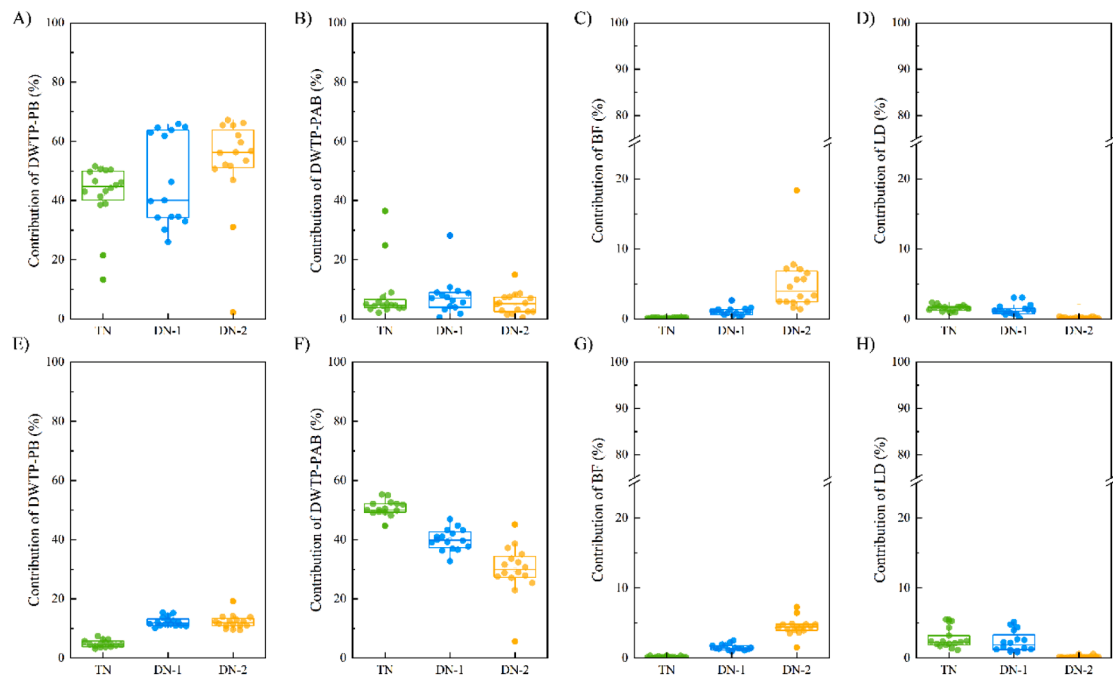 A)
Contribution of DWTP-PB (%)
100
80
60
40
20
0
TN DN-1 DN-2
B)
Contribution of DWTP-PAB (%)
100
80
60
40
20
0
TN DN-1 DN-2
C)
Contribution of BF (%)
100
80
20
10
0
TN DN-1 DN-2
D)
Contribution of LD (%)
100
80
20
10
0
TN DN-1 DN-2
E)
Contribution of DWTP-PB (%)
100
80
60
40
20
0
TN DN-1 DN-2
F)
Contribution of DWTP-PAB (%)
100
80
60
40
20
0
TN DN-1 DN-2
G)
Contribution of BF (%)
100
80
20
10
0
TN DN-1 DN-2
H)
Contribution of LD (%)
100
80
20
10
0
TN DN-1 DN-2